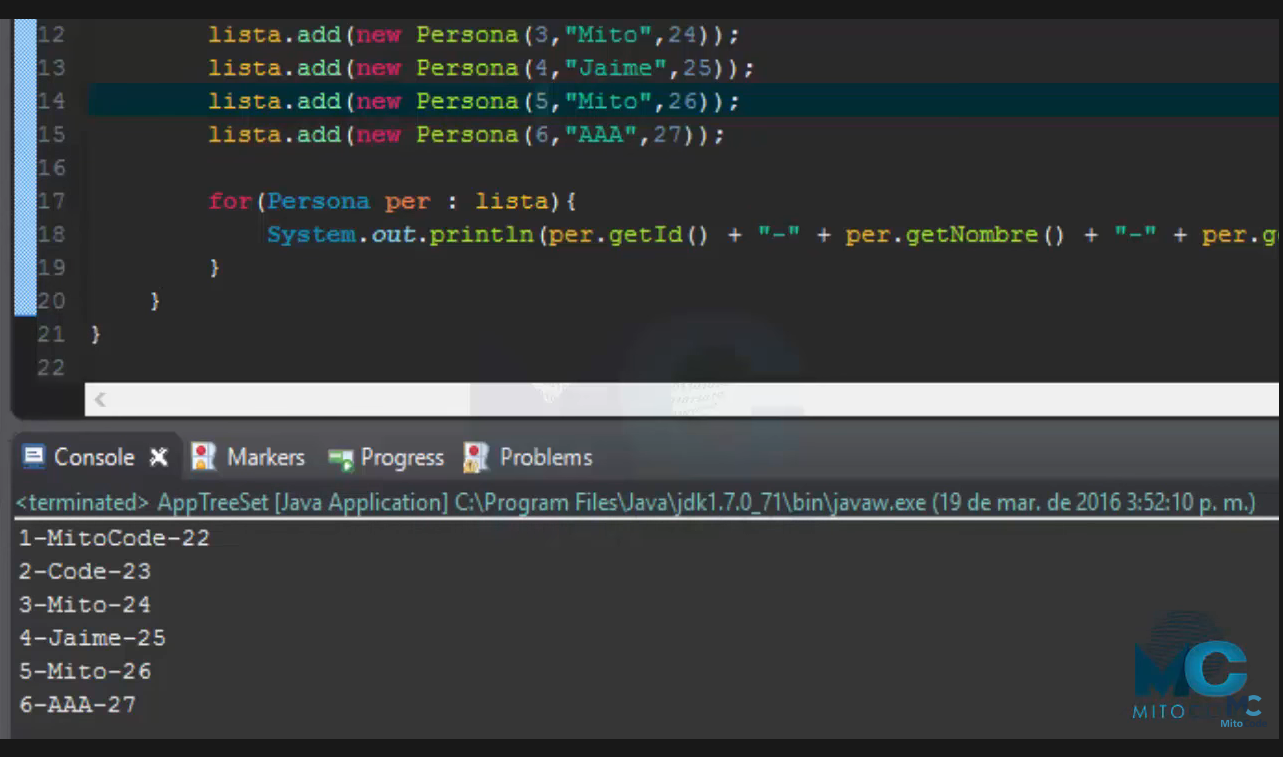 12 lista.add(new Persona(3,"Mito",24));
13 lista.add(new Persona(4,"Jaime",25));
14 lista.add(new Persona(5,"Mito",26));
15 lista.add(new Persona(6,"AAA",27));
16
17 for(Persona per : lista){
18 System.out.println(per.getId() + "-" + per.getNombre() + "-" + per.g
19 }
20 }
21 }
22
Console Markers Progress Problems
<terminated> AppTreeSet [Java Application] C:\Program Files\Java\jdk1.7.0_71\bin\javaw.exe (19 de mar. de 2016 3:52:10 p. m.)
1-MitoCode-22
2-Code-23
3-Mito-24
4-Jaime-25
5-Mito-26
6-AAA-27
MC
MITO
MC
MitoCode